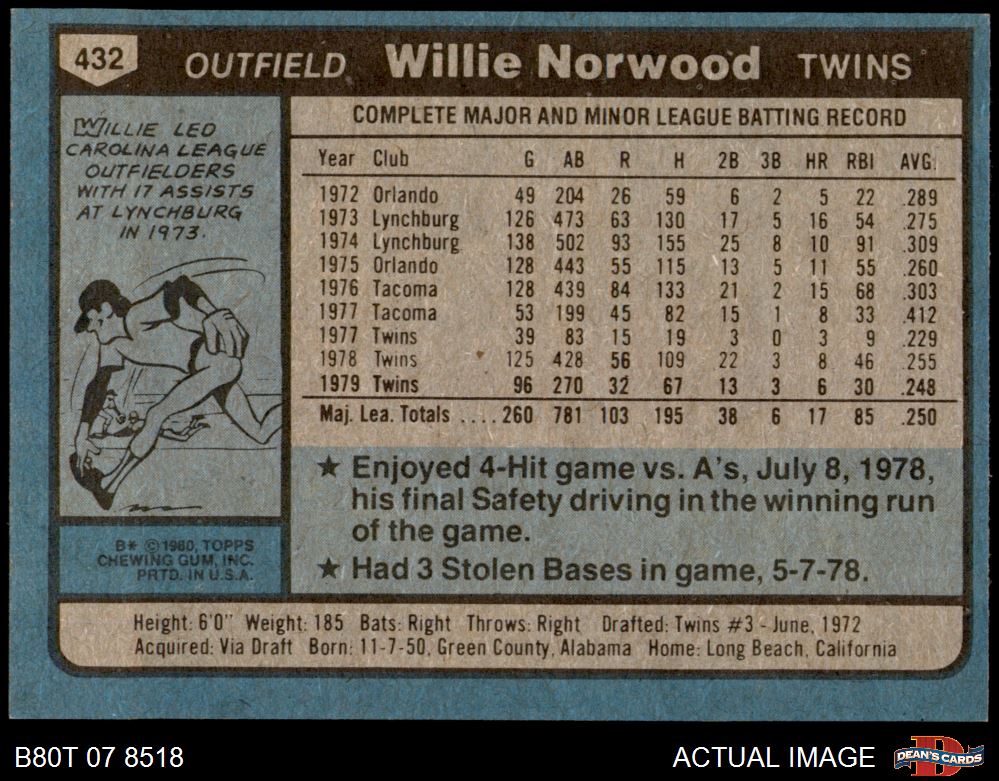 432 OUTFIELD Willie Norwood TWINS
WILLIE LED
CAROLINA LEAGUE
OUTFIELDERS
WITH 17 ASSISTS
AT LYNCHBURG
IN 1973.
B* ©1980, TOPPS
CHEWING GUM, INC.
PRTD. IN U.S.A.
COMPLETE MAJOR AND MINOR LEAGUE BATTING RECORD
Year Club G AB R H 2B 3B HR RBI AVG.
1972 Orlando 49 204 26 59 6 2 5 22 .289
1973 Lynchburg 126 473 63 130 17 5 16 54 .275
1974 Lynchburg 138 502 93 155 25 8 10 91 .309
1975 Orlando 128 443 55 115 13 5 11 55 .260
1976 Tacoma 128 439 84 133 21 2 15 68 .303
1977 Tacoma 53 199 45 82 15 1 8 33 .412
1977 Twins 39 83 15 19 3 0 3 9 .229
1978 Twins 125 428 56 109 22 3 8 46 .255
1979 Twins 96 270 32 67 13 3 6 30 .248
Maj. Lea. Totals ....260 781 103 195 38 6 17 85 .250
★ Enjoyed 4-Hit game vs. A's, July 8, 1978,
his final Safety driving in the winning run
of the game.
★ Had 3 Stolen Bases in game, 5-7-78.
Height: 6'0" Weight: 185 Bats: Right Throws: Right Drafted: Twins #3 - June, 1972
Acquired: Via Draft Born: 11-7-50, Green County, Alabama Home: Long Beach, California
B80T 07 8518 ACTUAL IMAGE DEAN'S CARDS